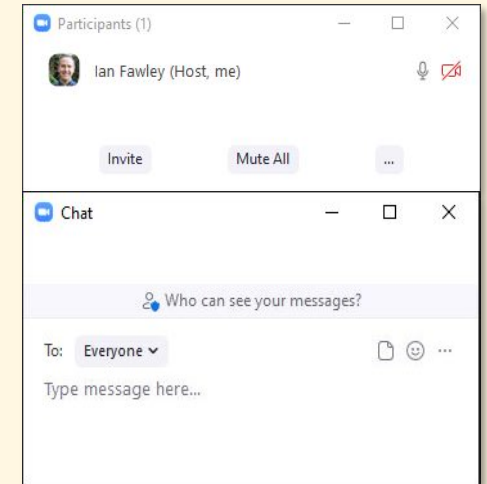 Participants (1)
Ian Fawley (Host, me)
Invite Mute All ...
Chat
Who can see your messages?
To: Everyone
Type message here...